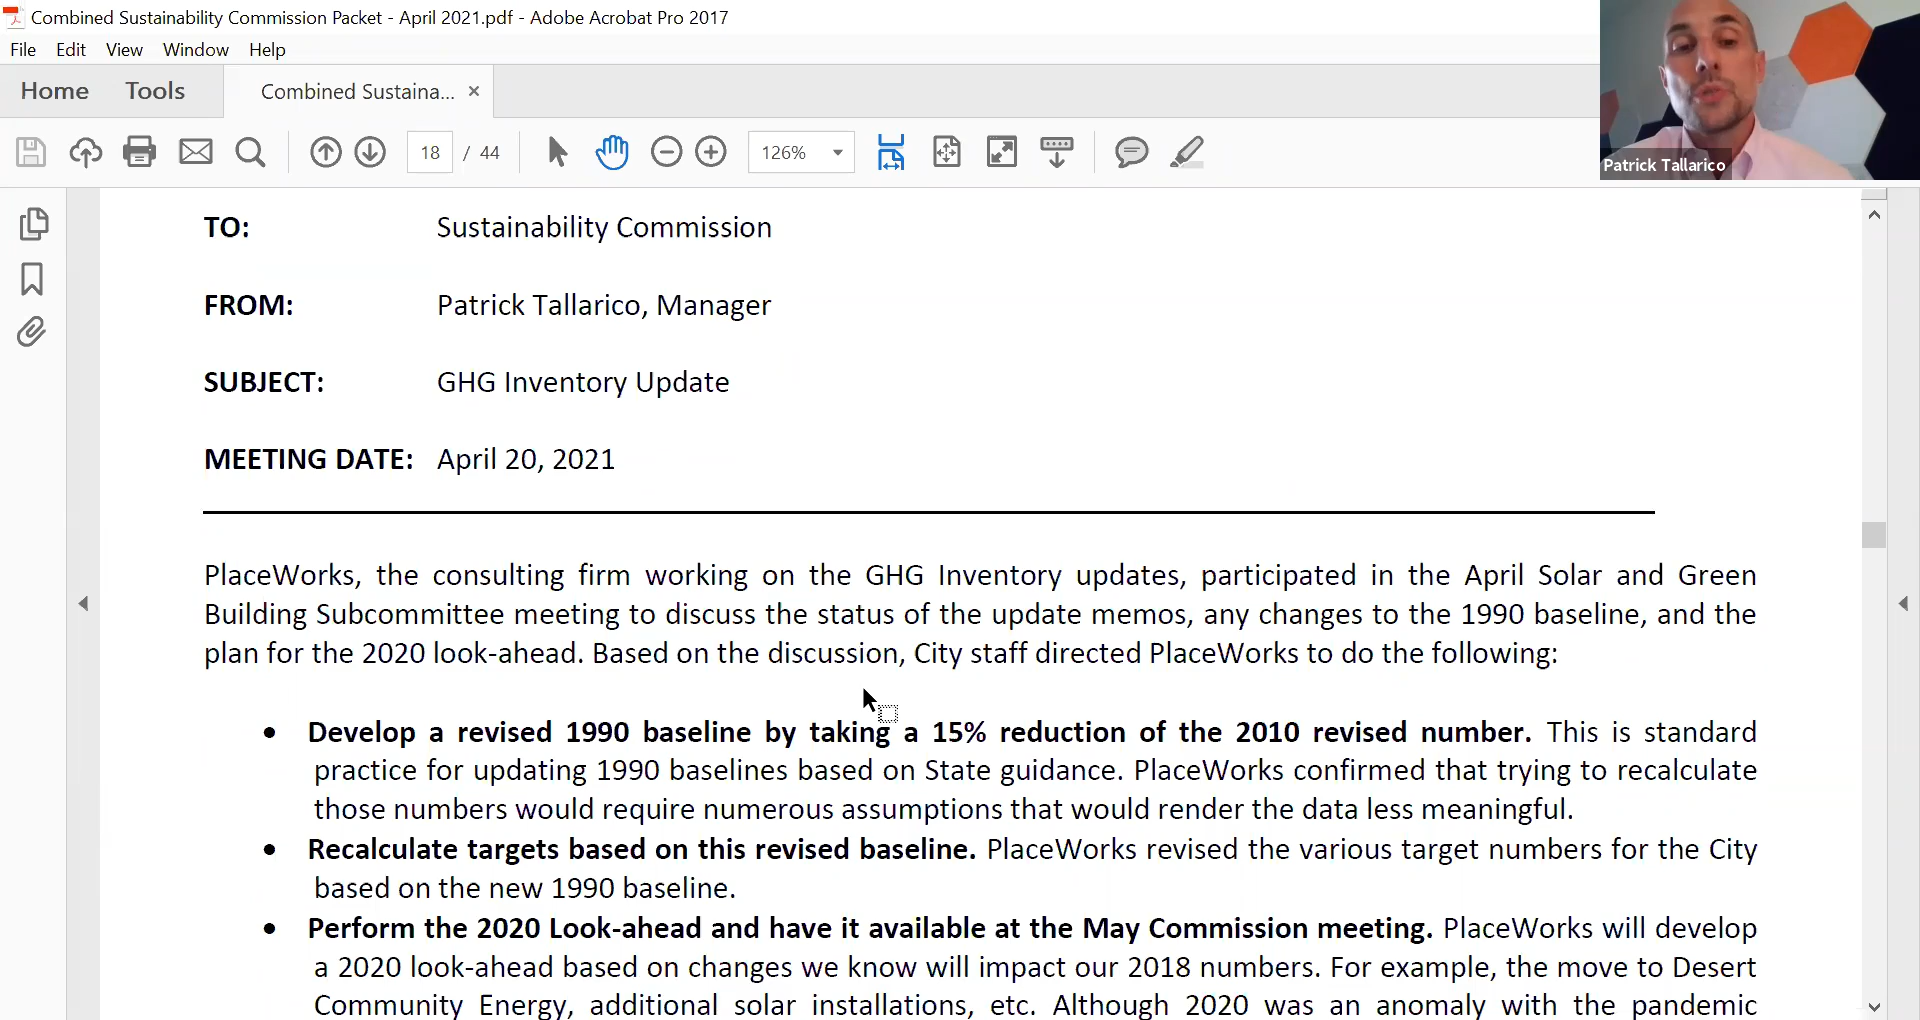 Combined Sustainability Commission Packet - April 2021.pdf - Adobe Acrobat Pro 2017
File Edit View Window Help
Home Tools Combined Sustaina... ×
18 / 44 126%
Patrick Tallarico
TO: Sustainability Commission
FROM: Patrick Tallarico, Manager
SUBJECT: GHG Inventory Update
MEETING DATE: April 20, 2021
PlaceWorks, the consulting firm working on the GHG Inventory updates, participated in the April Solar and Green
Building Subcommittee meeting to discuss the status of the update memos, any changes to the 1990 baseline, and the
plan for the 2020 look-ahead. Based on the discussion, City staff directed PlaceWorks to do the following:
• Develop a revised 1990 baseline by taking a 15% reduction of the 2010 revised number. This is standard
practice for updating 1990 baselines based on State guidance. PlaceWorks confirmed that trying to recalculate
those numbers would require numerous assumptions that would render the data less meaningful.
• Recalculate targets based on this revised baseline. PlaceWorks revised the various target numbers for the City
based on the new 1990 baseline.
• Perform the 2020 Look-ahead and have it available at the May Commission meeting. PlaceWorks will develop
a 2020 look-ahead based on changes we know will impact our 2018 numbers. For example, the move to Desert
Community Energy, additional solar installations, etc. Although 2020 was an anomaly with the pandemic